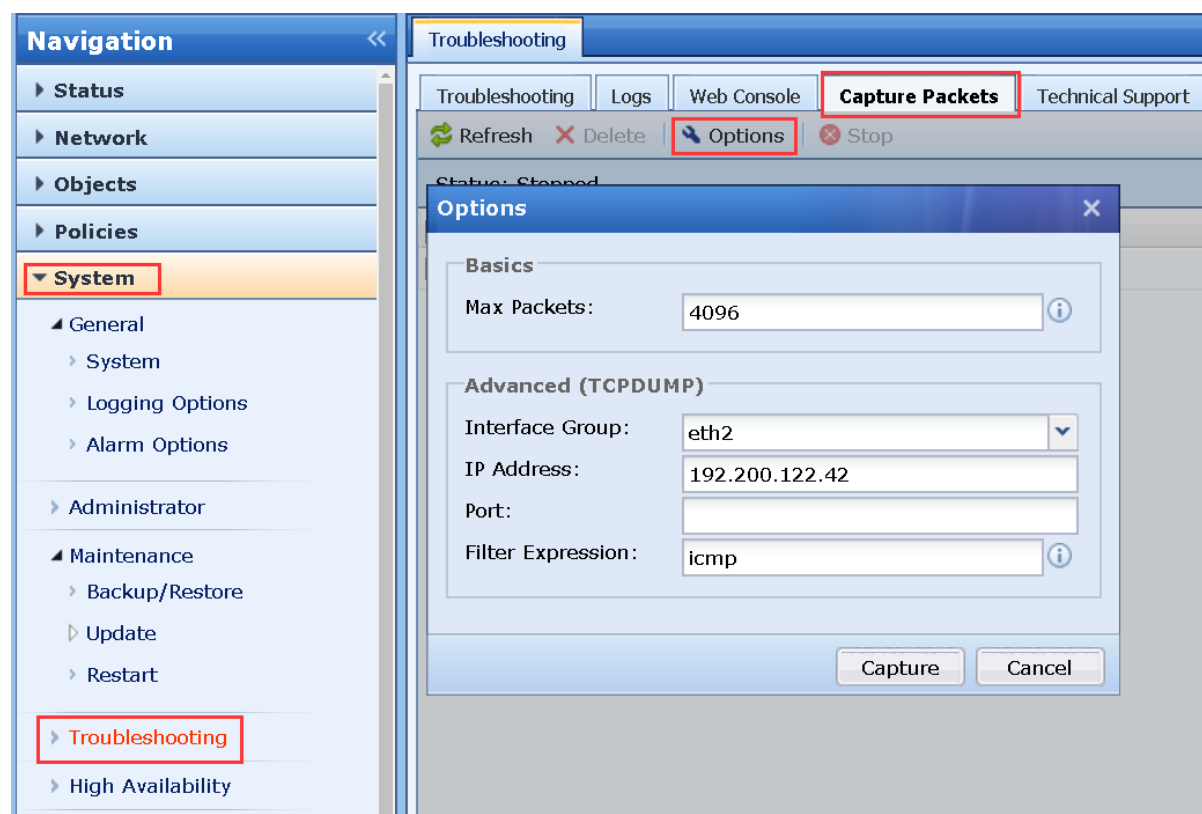 Navigation
Status
Network
Objects
Policies
System
General
System
Logging Options
Alarm Options
Administrator
Maintenance
Backup/Restore
Update
Restart
Troubleshooting
High Availability
Troubleshooting
Troubleshooting Logs Web Console Capture Packets Technical Support
Refresh Delete Options Stop
Status: Stopped
Options
Basics
Max Packets: 4096
Advanced (TCPDUMP)
Interface Group: eth2
IP Address: 192.200.122.42
Port:
Filter Expression: icmp
Capture Cancel